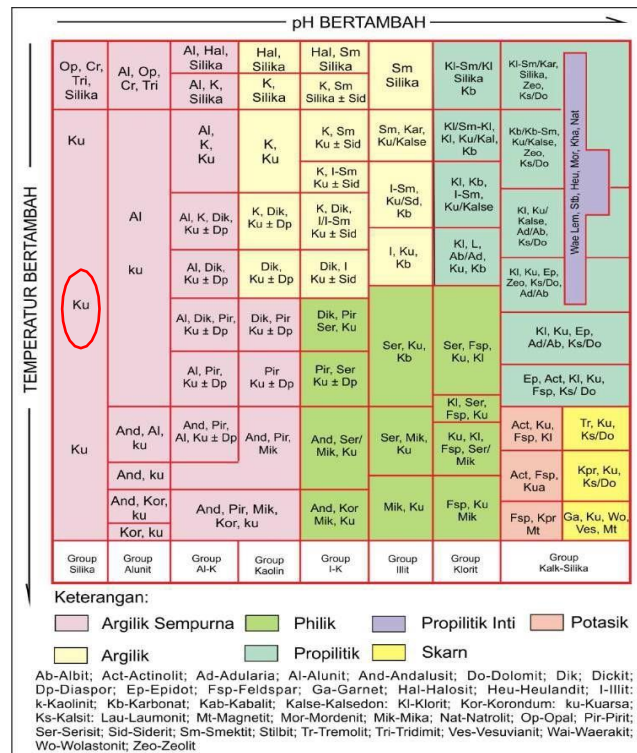 pH BERTAMBAH
TEMPERATUR BERTAMBAH
Op, Cr,
Tri,
Silika
Ku
Ku
Ku
Group
Silika
Al, Op,
Cr, Tri
Al
ku
And, Al,
ku
And, ku
And, Kor,
ku
Kor, ku
Group
Alunit
Al, Hal,
Silika
Al, K,
Silika
Al,
K,
Ku
Al, K, Dik,
Ku ± Dp
Al, Dik,
Ku ± Dp
Al, Dik, Pir,
Ku ± Dp
Al, Pir,
Ku ± Dp
And, Pir,
Al, Ku ± Dp
And, Pir, Mik,
Kor, ku
Group
Al-K
Hal,
Silika
K,
Silika
K,
Ku
K, Dik,
Ku ± Dp
Dik,
Ku ± Dp
Dik, Pir
Ku ± Dp
Pir
Ku ± Dp
And, Pir,
Mik
Group
Kaolin
Hal, Sm
Silika
K, Sm
Silika ± Sid
K, Sm
Ku ± Sid
K, I-Sm
Ku ± Sid
K, Dik,
I/I-Sm
Ku ± Sid
Dik, I
Ku ± Sid
Dik, Pir
Ser, Ku
Pir, Ser
Ku ± Dp
And, Ser/
Mik, Ku
And, Kor
Mik, Ku
Group
I-K
Sm
Silika
Sm, Kar,
Ku/Kalse
I-Sm,
Ku/Sd,
Kb
I, Ku,
Kb
Ser, Ku,
Kb
Ser, Mik,
Ku
Mik, Ku
Group
Illit
Kl-Sm/Kl
Silika
Kb
Kl/Sm-Kl,
Kl, Ku/Kal,
Kb
Kl, Kb,
I-Sm,
Ku/Kalse
Kl, L,
Ab/Ad,
Ku, Kb
Ser, Fsp,
Ku, Kl
Kl, Ser,
Fsp, Ku
Ku, Kl,
Fsp, Ser/
Mik
Fsp, Ku
Mik
Group
Klorit
Kl-Sm/Kar,
Silika,
Zeo,
Ks/Do
Kb/Kb-Sm,
Ku/Kalse,
Zeo,
Ks/Do
Kl, Ku/
Kalse,
Ad/Ab,
Ks/Do
Kl, Ku, Ep,
Zeo, Ks/Do,
Ad/Ab
Wae Lem, Stb, Heu, Mor, Kha, Nat
Kl, Ku, Ep,
Ad/Ab, Ks/Do
Ep, Act, Kl, Ku,
Fsp, Ks/ Do
Act, Ku,
Fsp, Kl
Act, Fsp,
Kua
Fsp, Kpr
Mt
Tr, Ku,
Ks/Do
Kpr, Ku,
Ks/Do
Ga, Ku, Wo,
Ves, Mt
Group
Kalk-Silika
Keterangan:
Argilik Sempurna
Philik
Propilitik Inti
Potasik
Argilik
Propilitik
Skarn
Ab-Albit; Act-Actinolit; Ad-Adularia; Al-Alunit; And-Andalusit; Do-Dolomit; Dik; Dickit;
Dp-Diaspor; Ep-Epidot; Fsp-Feldspar; Ga-Garnet; Hal-Halosit; Heu-Heulandit; I-Illit:
k-Kaolinit; Kb-Karbonat; Kab-Kabalit; Kalse-Kalsedon: Kl-Klorit; Kor-Korondum: ku-Kuarsa;
Ks-Kalsit: Lau-Laumonit; Mt-Magnetit; Mor-Mordenit; Mik-Mika; Nat-Natrolit; Op-Opal; Pir-Pirit;
Ser-Serisit; Sid-Siderit; Sm-Smektit; Stilbit; Tr-Tremolit; Tri-Tridimit; Ves-Vesuvianit; Wai-Waerakit;
Wo-Wolastonit; Zeo-Zeolit